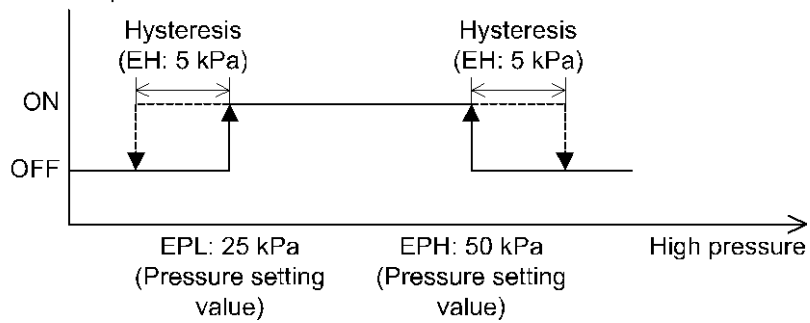 Hysteresis
(EH: 5 kPa)
Hysteresis
(EH: 5 kPa)
ON
OFF
EPL: 25 kPa
(Pressure setting
value)
EPH: 50 kPa
(Pressure setting
value)
High pressure